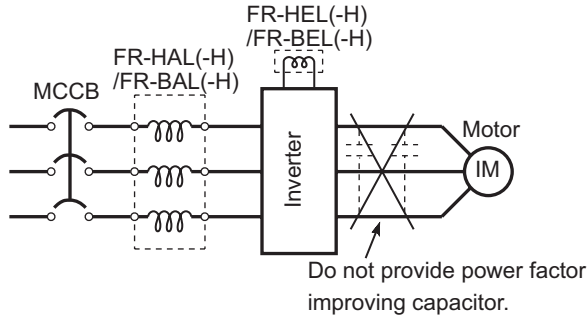 FR-HEL(-H)
/FR-BEL(-H)
FR-HAL(-H)
/FR-BAL(-H)
MCCB
Inverter
Motor
IM
Do not provide power factor
improving capacitor.